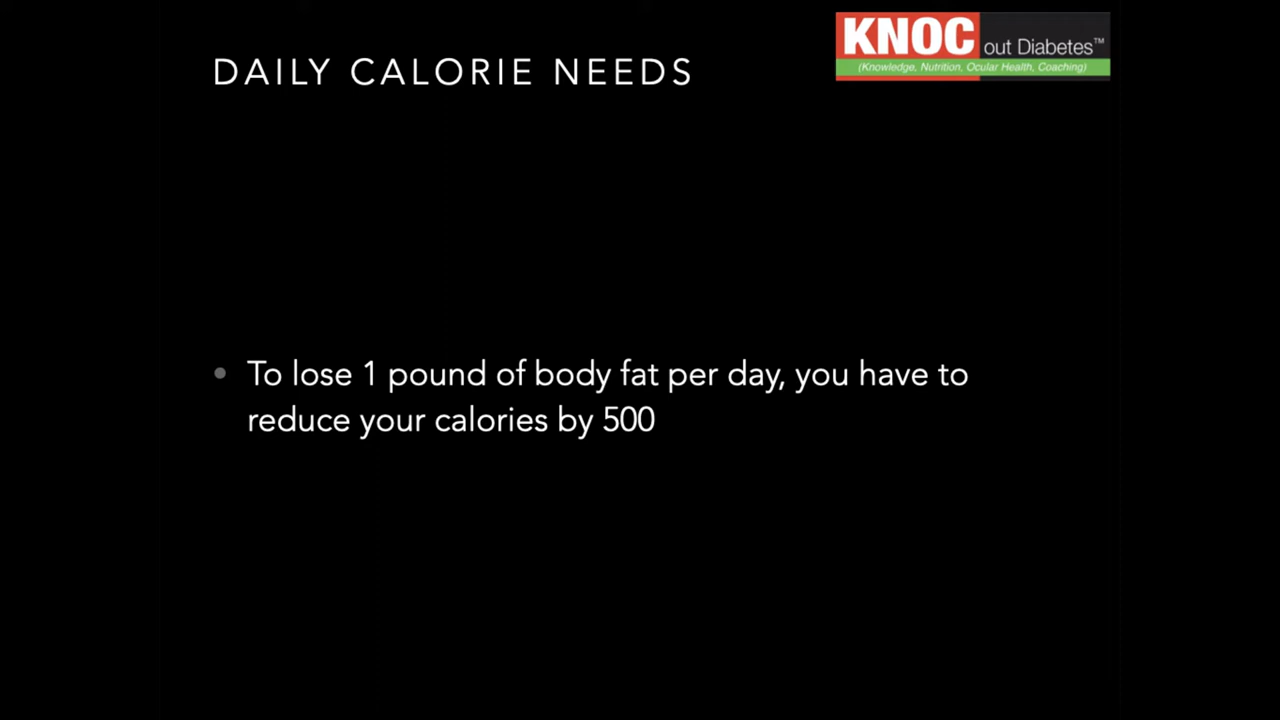 DAILY CALORIE NEEDS
KNOC out Diabetes™
(Knowledge, Nutrition, Ocular Health, Coaching)
• To lose 1 pound of body fat per day, you have to
reduce your calories by 500